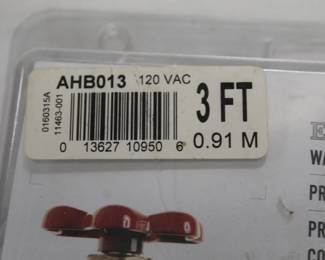 AHB013 120 VAC
3 FT
0.91 M
0160315A
11463-001
0 13627 10950 6
E
WA
PR
PR
CO